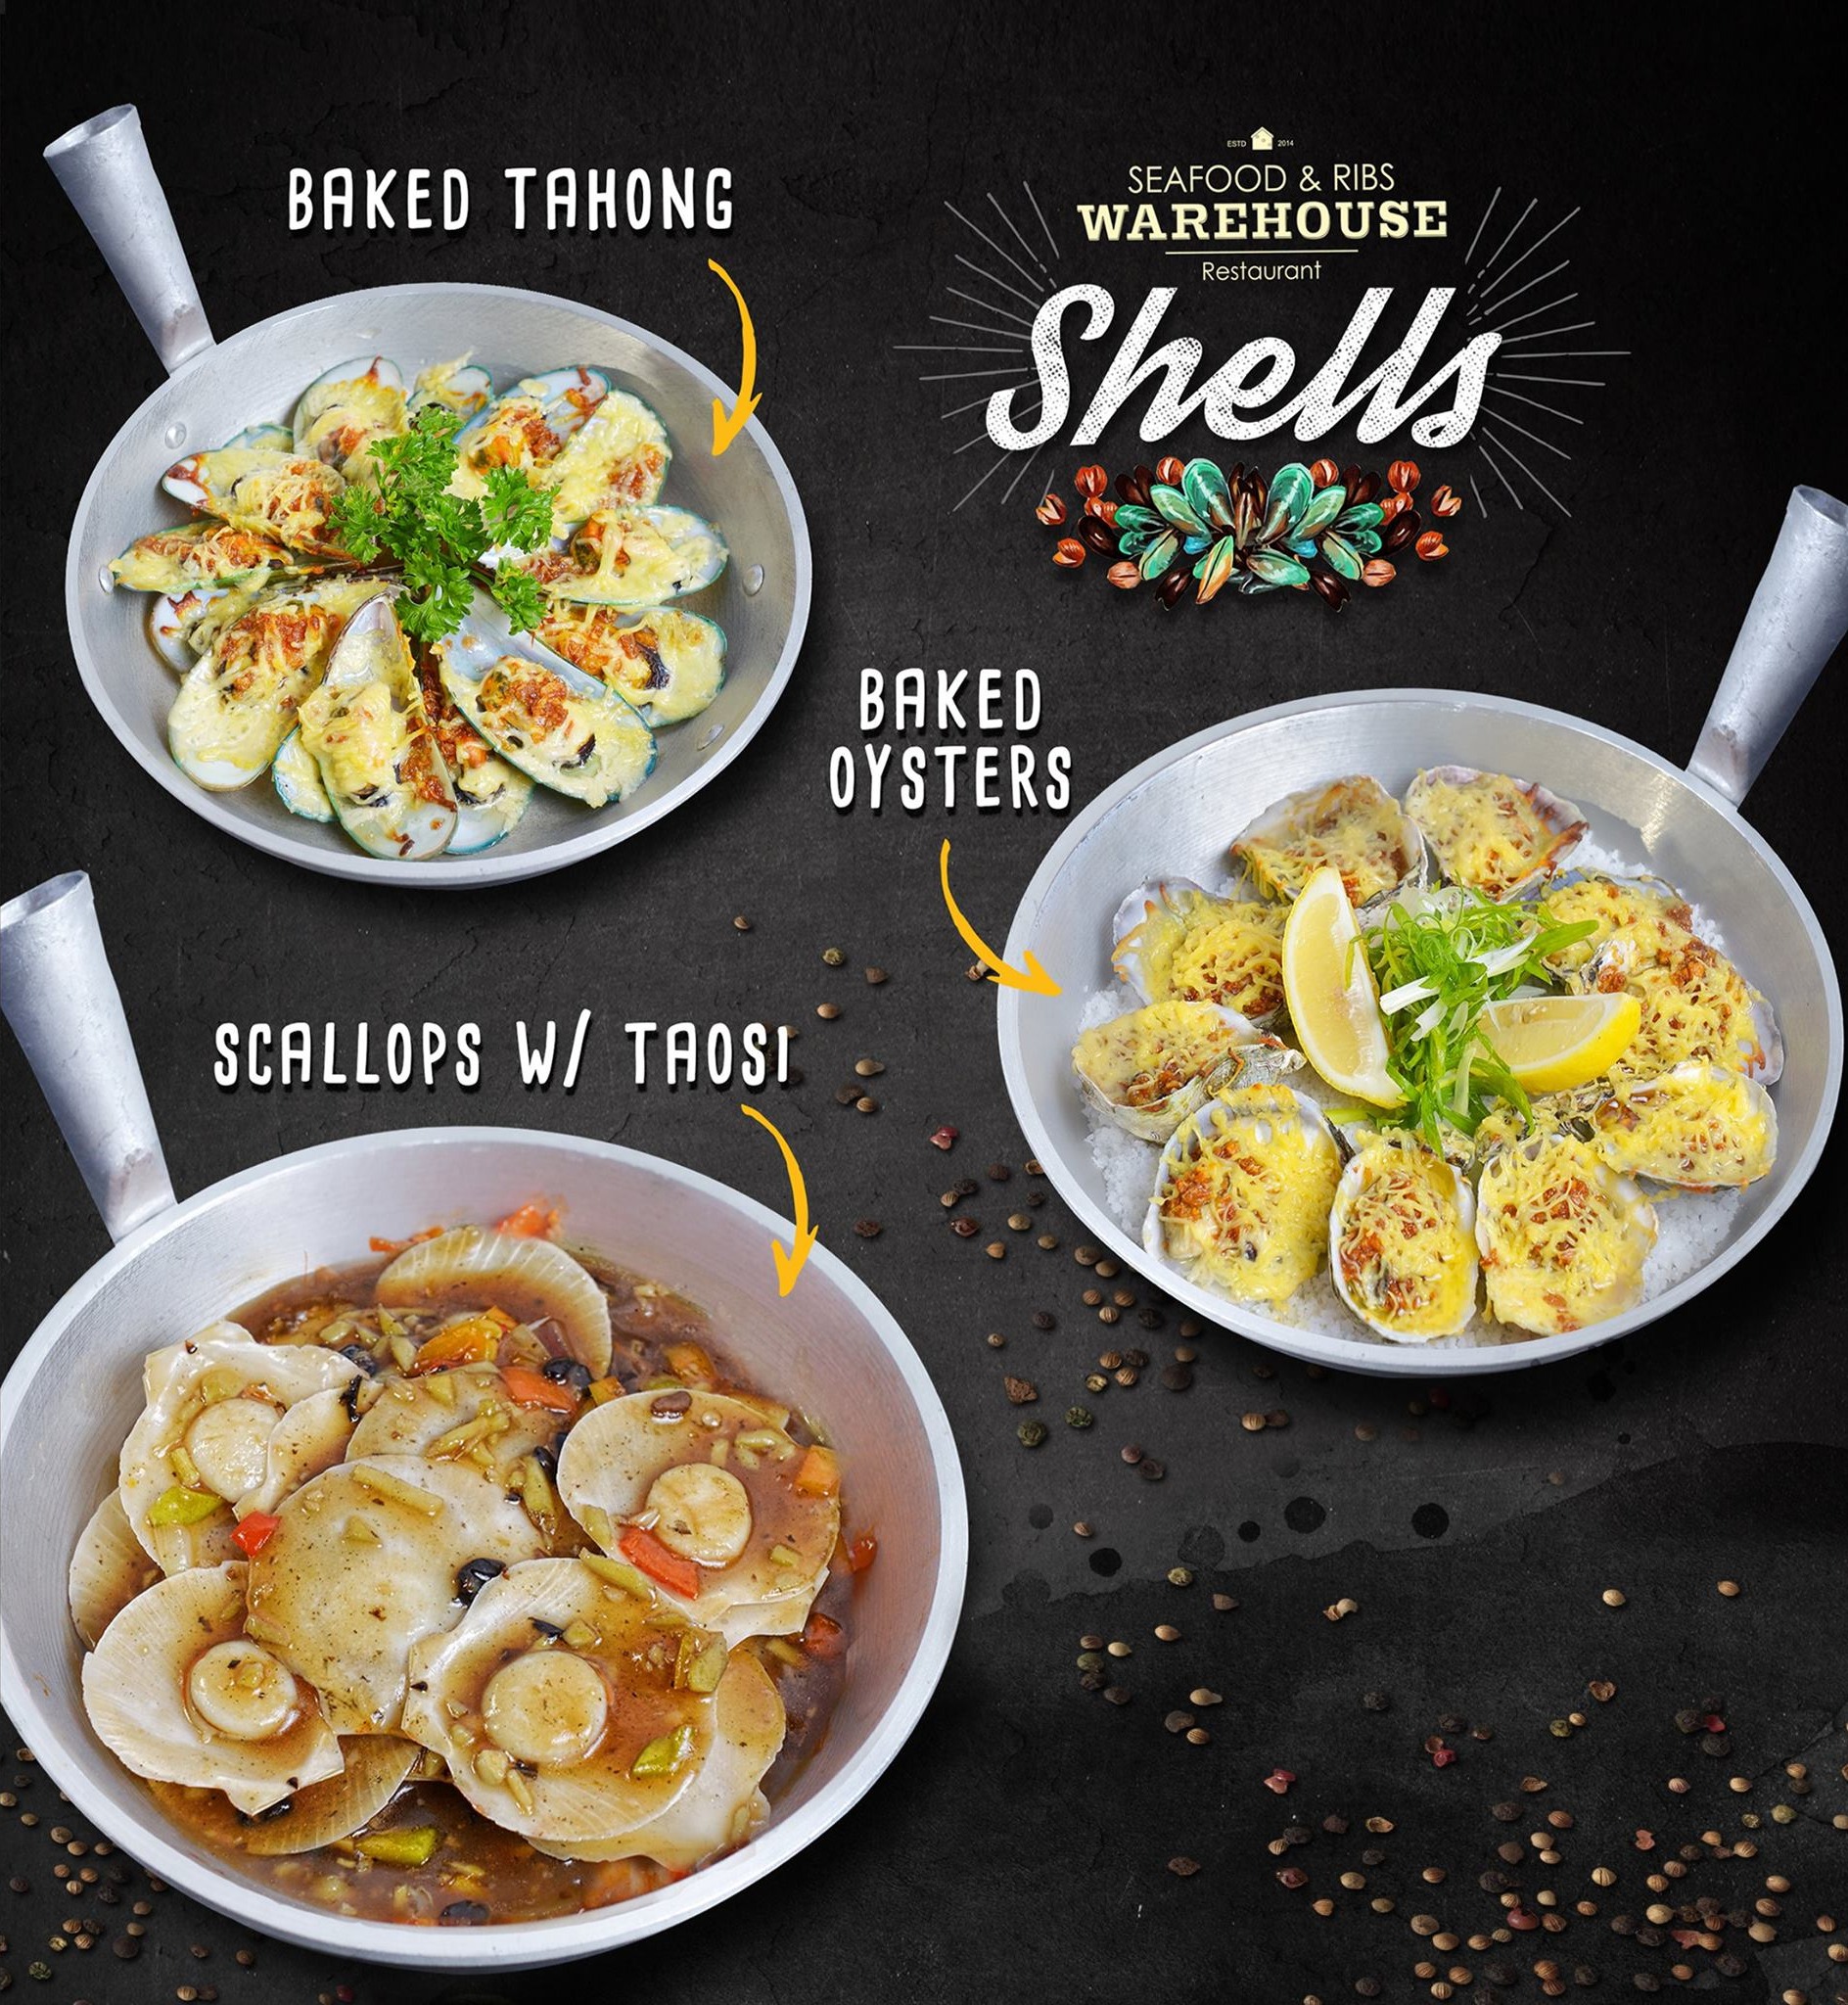 BAKED TAHONG
ESTD 2014
SEAFOOD & RIBS
WAREHOUSE
Restaurant
Shells
BAKED
OYSTERS
SCALLOPS W/ TAOSI